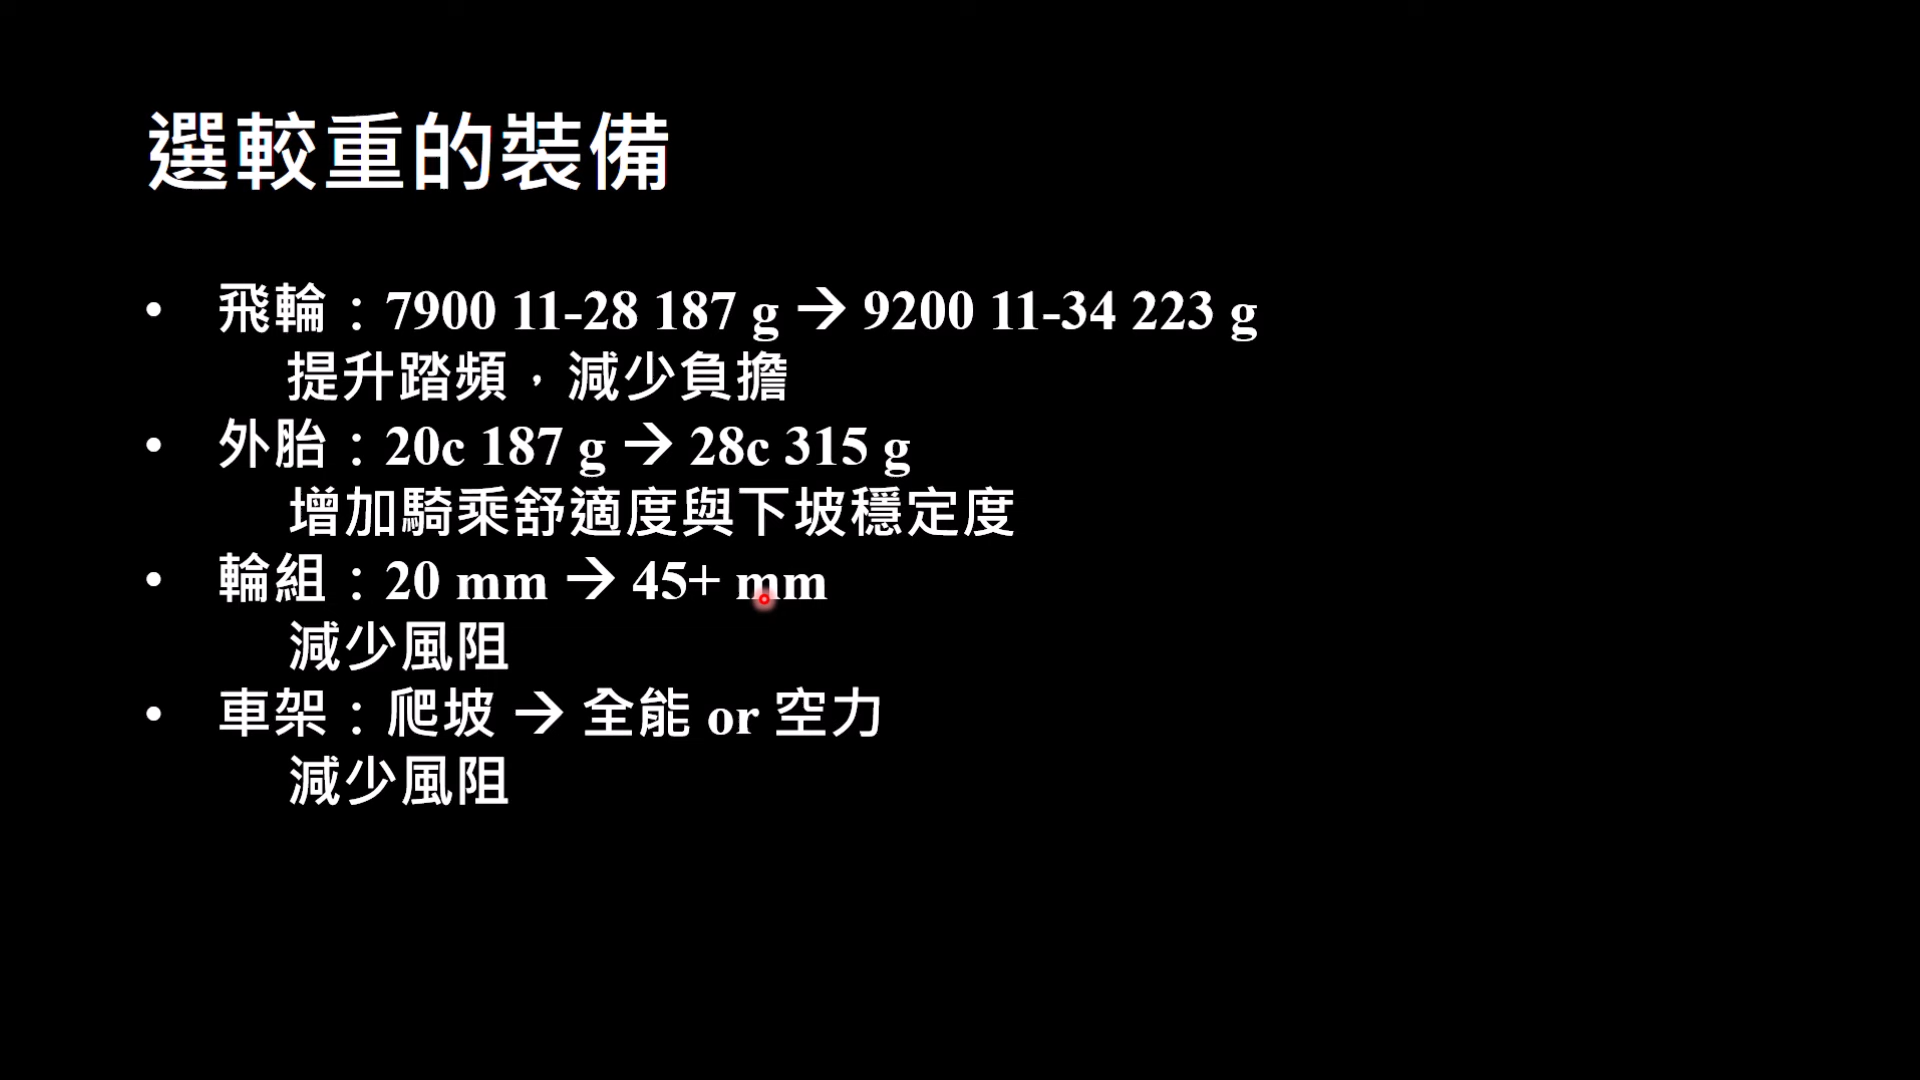 選較重的裝備
• 飛輪：7900 11-28 187 g → 9200 11-34 223 g
提升踏頻，減少負擔
• 外胎：20c 187 g → 28c 315 g
增加騎乘舒適度與下坡穩定度
• 輪組：20 mm → 45+ mm
減少風阻
• 車架：爬坡 → 全能 or 空力
減少風阻